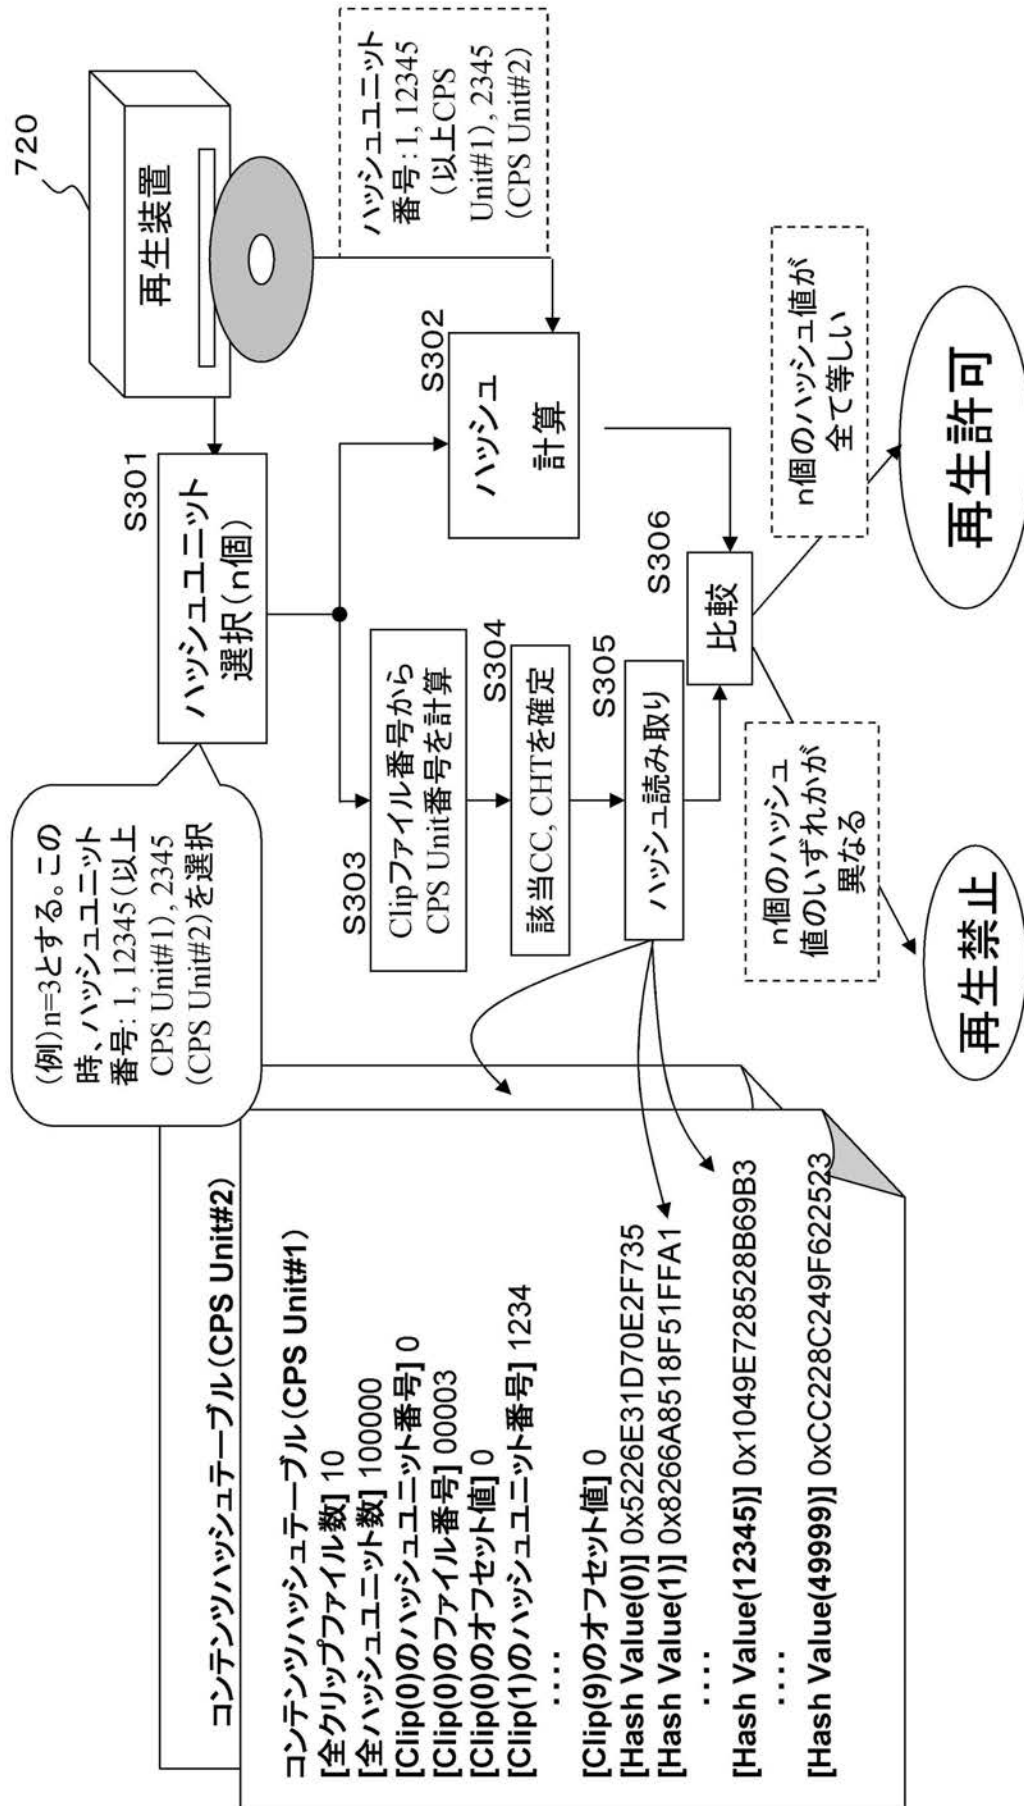 720
再生装置
ハッシュユニット
番号: 1, 12345
(以上CPS
Unit#1), 2345
(CPS Unit#2)
(例)n=3とする。この
時、ハッシュユニット
番号: 1, 12345(以上
CPS Unit#1), 2345
(CPS Unit#2)を選択
S301
ハッシュユニット
選択(n個)
S302
ハッシュ
計算
S303
Clipファイル番号から
CPS Unit番号を計算
S304
該当CC, CHTを確定
S305
ハッシュ読み取り
S306
比較
n個のハッシュ値が
全て等しい
再生許可
n個のハッシュ
値のいずれかが
異なる
再生禁止
コンテンツハッシュテーブル(CPS Unit#2)
コンテンツハッシュテーブル(CPS Unit#1)
[全クリップファイル数] 10
[全ハッシュユニット数] 100000
[Clip(0)のハッシュユニット番号] 0
[Clip(0)のファイル番号] 00003
[Clip(0)のオフセット値] 0
[Clip(1)のハッシュユニット番号] 1234
‥‥
[Clip(9)のオフセット値] 0
[Hash Value(0)] 0x5226E31D70E2F735
[Hash Value(1)] 0x8266A8518F51FFA1
‥‥
[Hash Value(12345)] 0x1049E728528B69B3
‥‥
[Hash Value(49999)] 0xCC228C249F622523